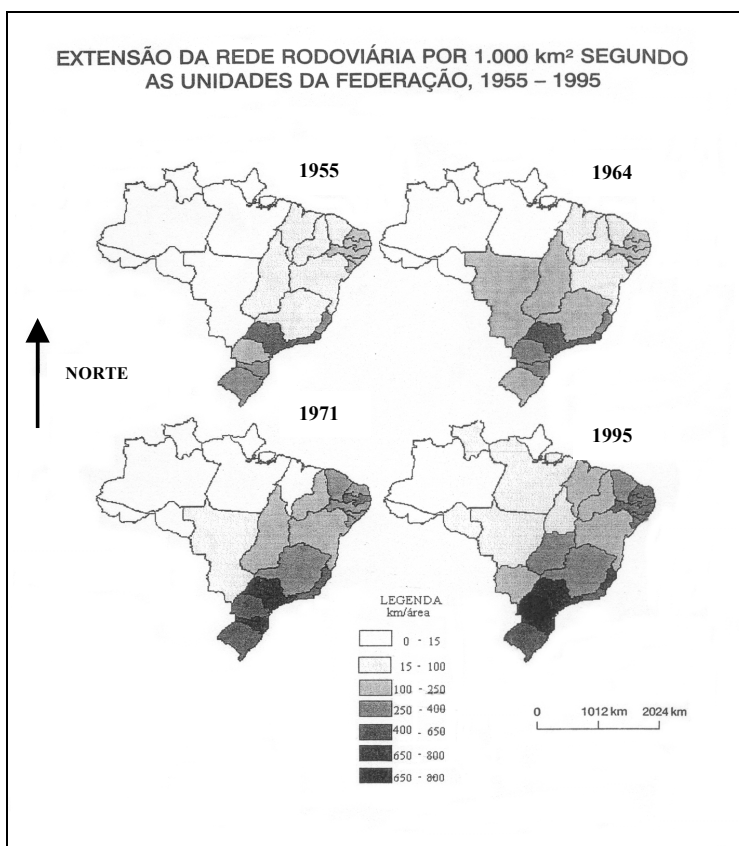 EXTENSÃO DA REDE RODOVIÁRIA POR 1.000 km² SEGUNDO
AS UNIDADES DA FEDERAÇÃO, 1955 – 1995
1955
1964
NORTE
1971
1995
LEGENDA
km/área
0 - 15
15 - 100
100 - 250
250 - 400
400 - 650
650 - 800
650 - 800
0 1012 km 2024 km